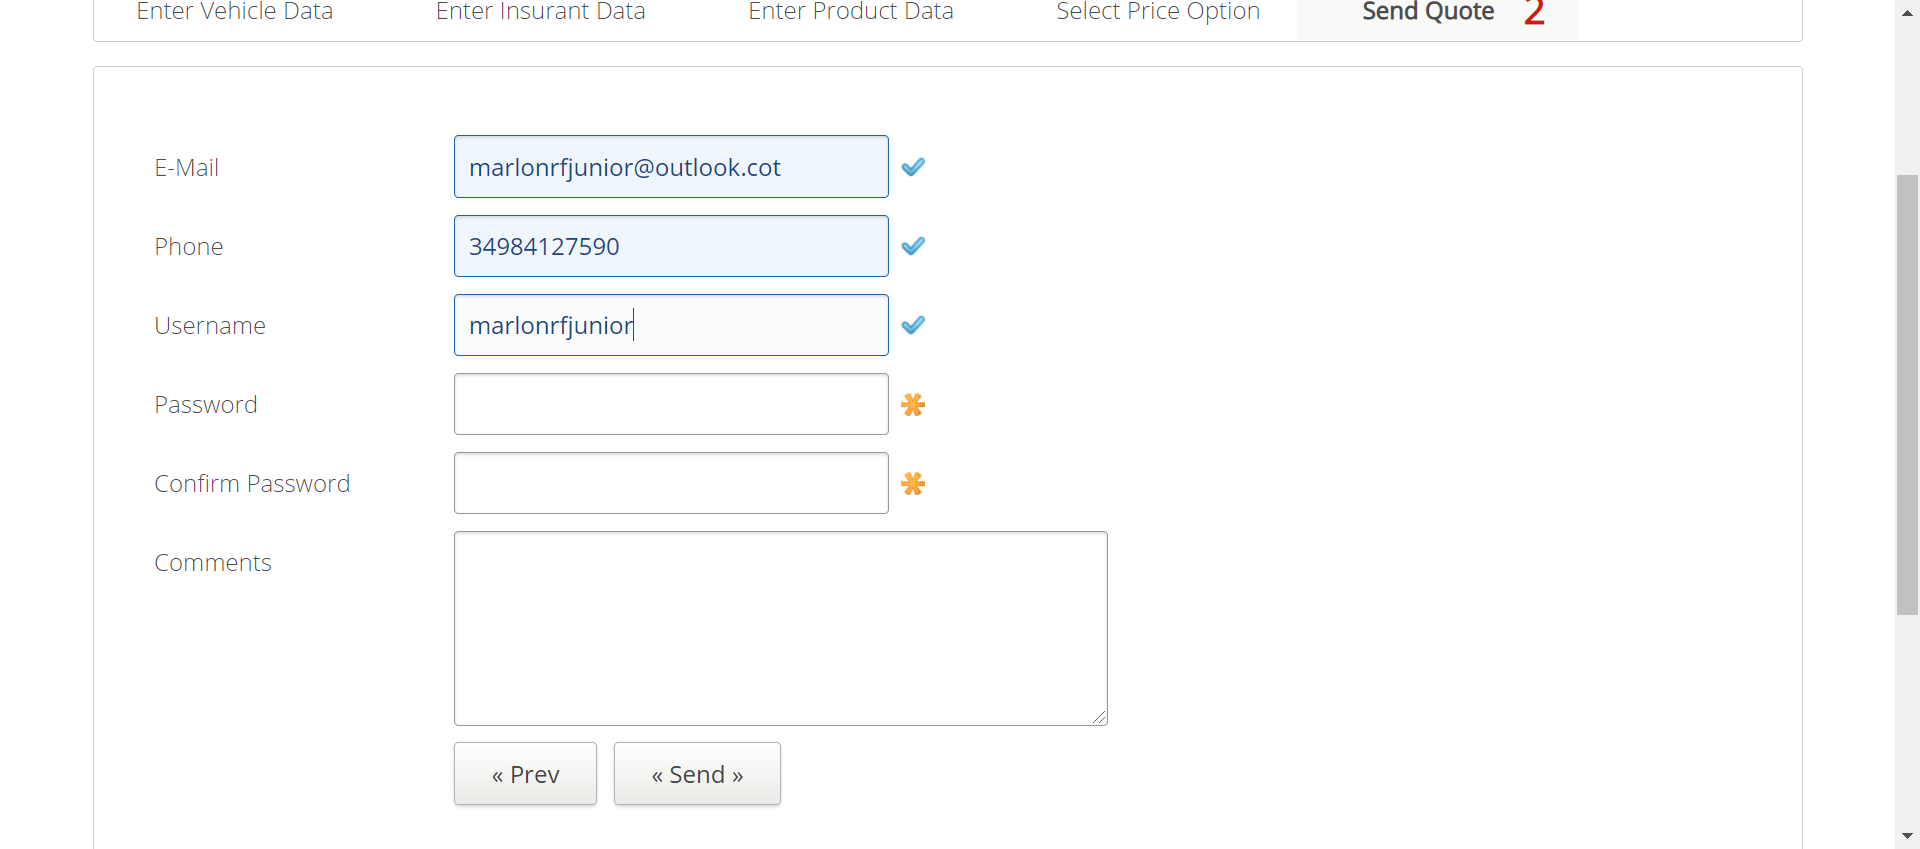 Enter Vehicle Data Enter Insurant Data Enter Product Data Select Price Option Send Quote 2
E-Mail marlonrfjunior@outlook.cot
Phone 34984127590
Username marlonrfjunior
Password
Confirm Password
Comments
« Prev « Send »